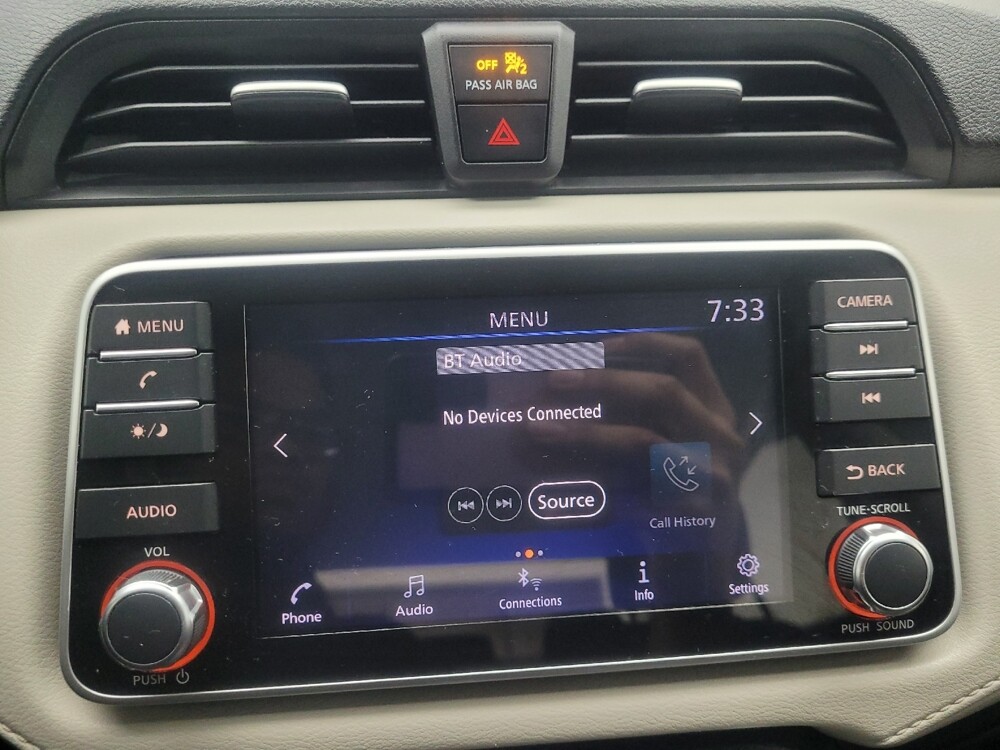 OFF 2
PASS AIR BAG
MENU
AUDIO
VOL
PUSH
MENU
7:33
BT Audio
No Devices Connected
Source
Call History
Phone
Audio
Connections
Info
Settings
CAMERA
BACK
TUNE·SCROLL
PUSH SOUND